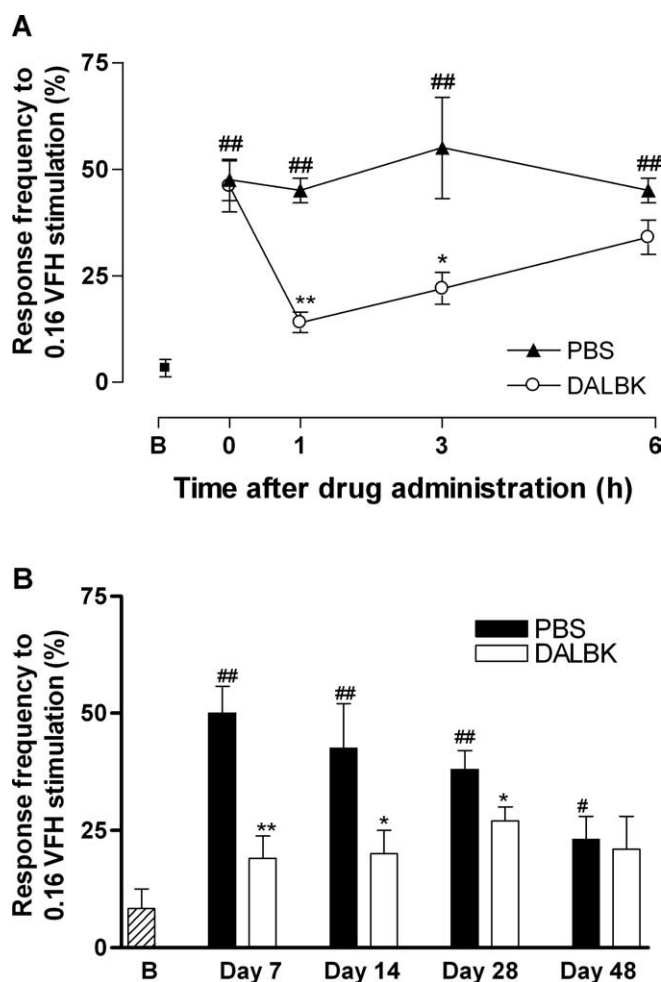 A
Response frequency to
0.16 VFH stimulation (%)
75
50
25
0
##
##
##
##
**
*
PBS
DALBK
B 0 1 3 6
Time after drug administration (h)
B
Response frequency to
0.16 VFH stimulation (%)
75
50
25
0
PBS
DALBK
##
##
##
#
**
*
*
B Day 7 Day 14 Day 28 Day 48